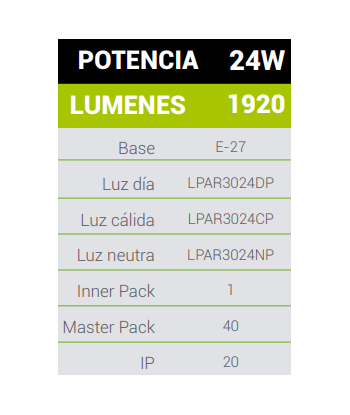 POTENCIA 24W
LUMENES 1920
Base E-27
Luz día LPAR3024DP
Luz cálida LPAR3024CP
Luz neutra LPAR3024NP
Inner Pack 1
Master Pack 40
IP 20